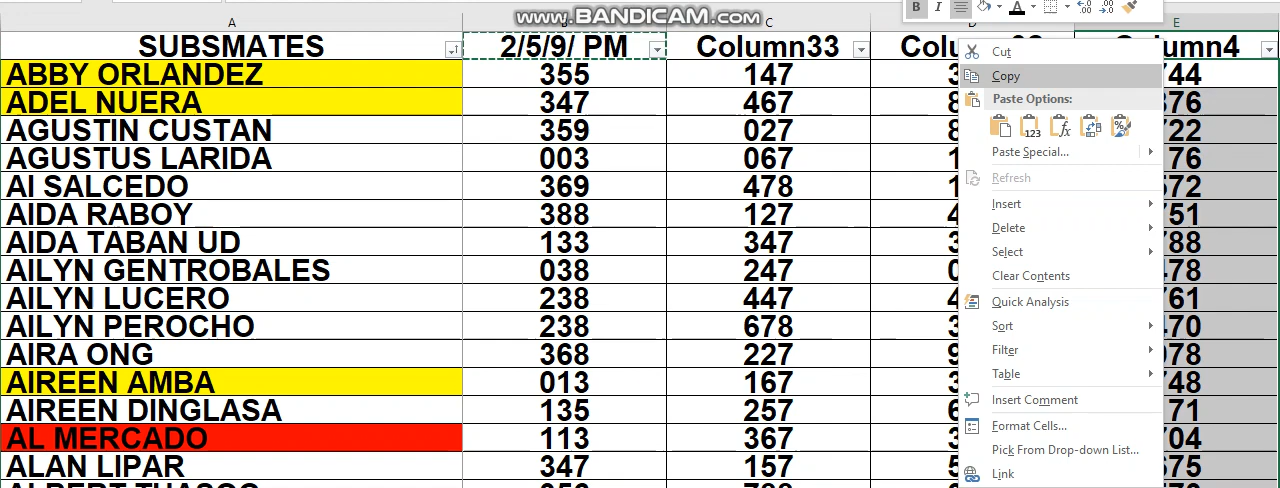 www.BANDICAM.com
B I
A C E
SUBSMATES 2/5/9/ PM Column33 Column4
ABBY ORLANDEZ 355 147
ADEL NUERA 347 467
AGUSTIN CUSTAN 359 027
AGUSTUS LARIDA 003 067
AI SALCEDO 369 478
AIDA RABOY 388 127
AIDA TABAN UD 133 347
AILYN GENTROBALES 038 247
AILYN LUCERO 238 447
AILYN PEROCHO 238 678
AIRA ONG 368 227
AIREEN AMBA 013 167
AIREEN DINGLASA 135 257
AL MERCADO 113 367
ALAN LIPAR 347 157
Cut
Copy
Paste Options:
Paste Special...
Refresh
Insert
Delete
Select
Clear Contents
Quick Analysis
Sort
Filter
Table
Insert Comment
Format Cells...
Pick From Drop-down List...
Link